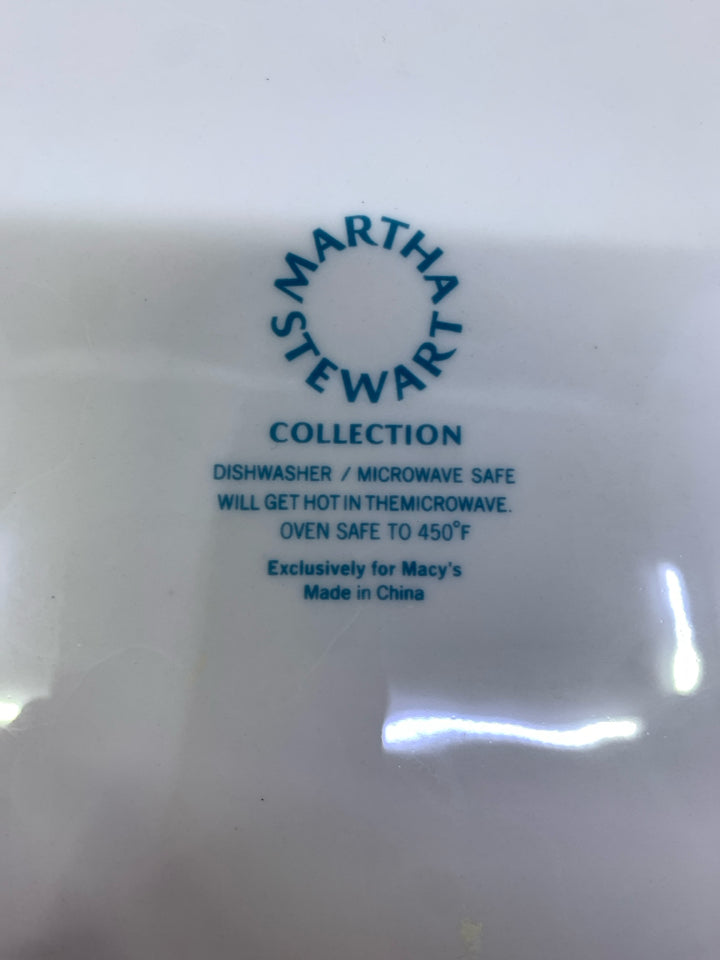 MARTHA
STEWART
COLLECTION
DISHWASHER / MICROWAVE SAFE
WILL GET HOT IN THEMICROWAVE.
OVEN SAFE TO 450°F
Exclusively for Macy's
Made in China